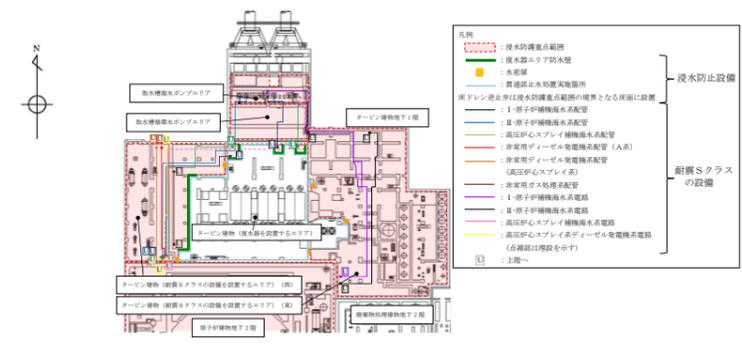 N
取水槽海水ポンプエリア
取水槽循環水ポンプエリア
タービン建物地下1階
タービン建物（復水器を設置するエリア）
タービン建物（耐震Sクラスの設備を設置するエリア）（西）
タービン建物（耐震Sクラスの設備を設置するエリア）（東）
原子炉建物地下2階
廃棄物処理建物地下2階
凡例
：浸水防護重点範囲
：復水器エリア防水壁
：水密扉
：貫通部止水処置実施箇所
床ドレン逆止弁は浸水防護重点範囲の境界となる床面に設置
：Ⅰ-原子炉補機海水系配管
：Ⅱ-原子炉補機海水系配管
：高圧炉心スプレイ補機海水系配管
：非常用ディーゼル発電機系配管（A系）
：非常用ディーゼル発電機系配管
（高圧炉心スプレイ系）
：非常用ガス処理系配管
：Ⅰ-原子炉補機海水系電路
：Ⅱ-原子炉補機海水系電路
：高圧炉心スプレイ補機海水系電路
：高圧炉心スプレイ系ディーゼル発電機系電路
（点線部は埋設を示す）
U ：上階へ
浸水防止設備
耐震Sクラス
の設備